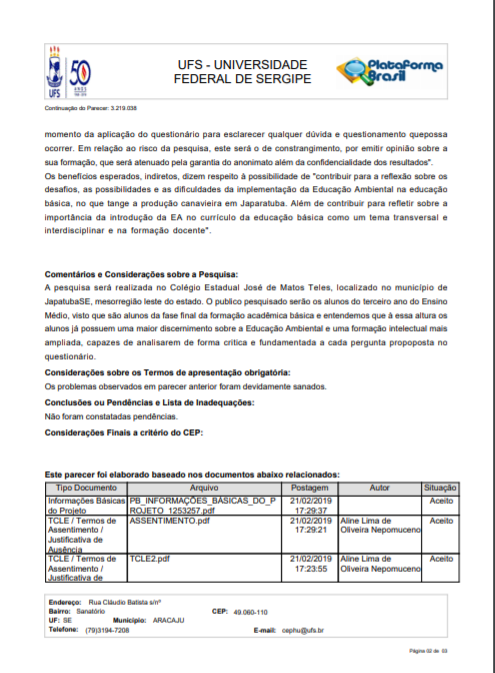 UFS
50
ANOS
UFS - UNIVERSIDADE
FEDERAL DE SERGIPE
Plataforma
Brasil
Continuação do Parecer: 3.219.038
momento da aplicação do questionário para esclarecer qualquer dúvida e questionamento quepossa
ocorrer. Em relação ao risco da pesquisa, este será o de constrangimento, por emitir opinião sobre a
sua formação, que será atenuado pela garantia do anonimato além da confidencialidade dos resultados".
Os benefícios esperados, indiretos, dizem respeito à possibilidade de "contribuir para a reflexão sobre os
desafios, as possibilidades e as dificuldades da implementação da Educação Ambiental na educação
básica, no que tange a produção canavieira em Japaratuba. Além de contribuir para refletir sobre a
importância da introdução da EA no currículo da educação básica como um tema transversal e
interdisciplinar e na formação docente".
Comentários e Considerações sobre a Pesquisa:
A pesquisa será realizada no Colégio Estadual José de Matos Teles, localizado no município de
JapatubaSE, mesorregião leste do estado. O publico pesquisado serão os alunos do terceiro ano do Ensino
Médio, visto que são alunos da fase final da formação acadêmica básica e entendemos que à essa altura os
alunos já possuem uma maior discernimento sobre a Educação Ambiental e uma formação intelectual mais
ampliada, capazes de analisarem de forma critica e fundamentada a cada pergunta propoposta no
questionário.
Considerações sobre os Termos de apresentação obrigatória:
Os problemas observados em parecer anterior foram devidamente sanados.
Conclusões ou Pendências e Lista de Inadequações:
Não foram constatadas pendências.
Considerações Finais a critério do CEP:
Este parecer foi elaborado baseado nos documentos abaixo relacionados:
Tipo Documento Arquivo Postagem Autor Situação
Informações Básicas PB_INFORMAÇÕES_BÁSICAS_DO_P 21/02/2019 Aceito
do Projeto ROJETO_1253257.pdf 17:29:37
TCLE / Termos de ASSENTIMENTO.pdf 21/02/2019 Aline Lima de Aceito
Assentimento / 17:29:21 Oliveira Nepomuceno
Justificativa de
Ausência
TCLE / Termos de TCLE2.pdf 21/02/2019 Aline Lima de Aceito
Assentimento / 17:23:55 Oliveira Nepomuceno
Justificativa de
Endereço: Rua Cláudio Batista s/nº
Bairro: Sanatório CEP: 49.060-110
UF: SE Município: ARACAJU
Telefone: (79)3194-7208 E-mail: cephu@ufs.br
Página 02 de 03